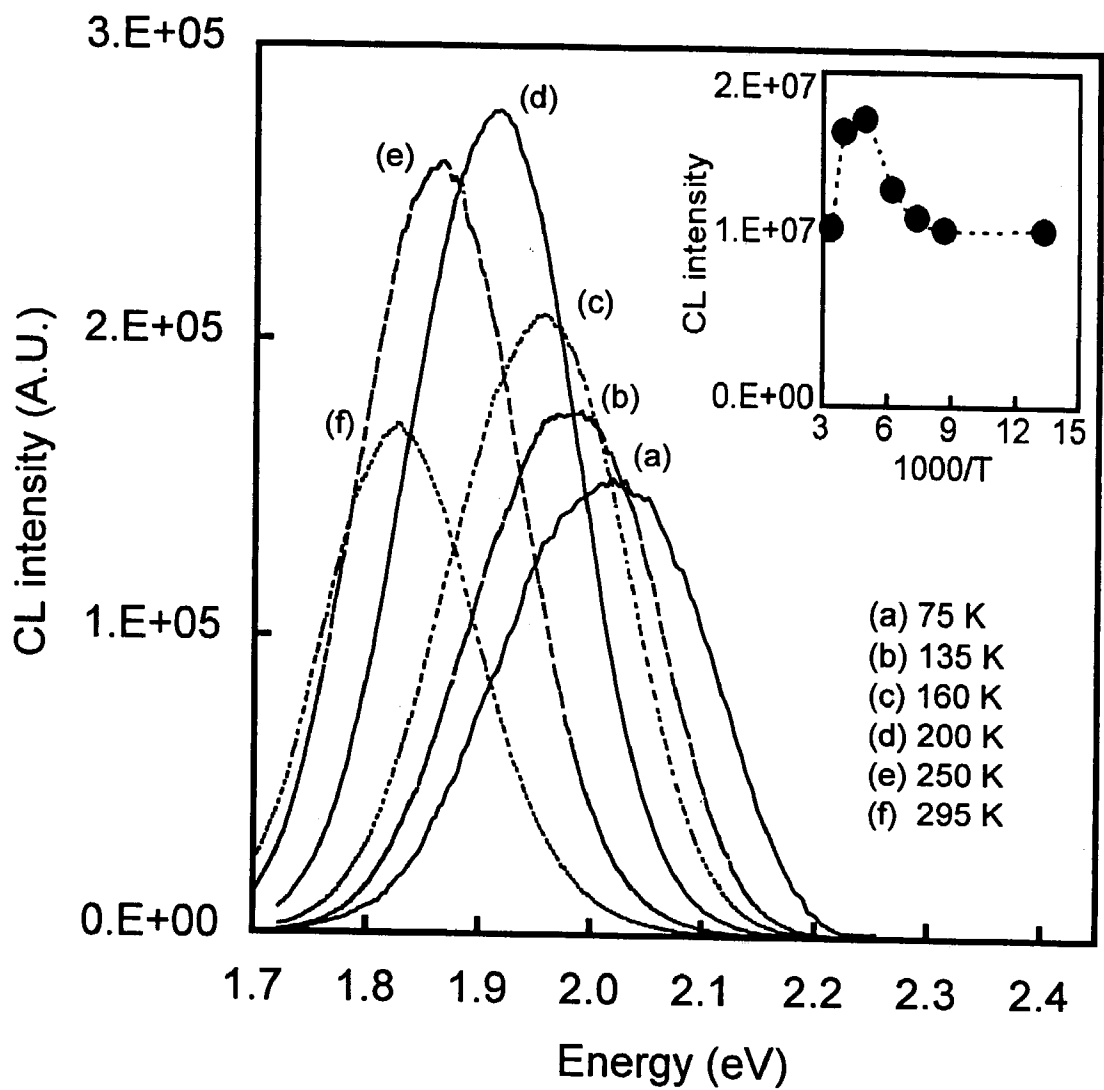 3.E+05
2.E+05
1.E+05
0.E+00
CL intensity (A.U.)
1.7 1.8 1.9 2.0 2.1 2.2 2.3 2.4
Energy (eV)
(d)
(e)
(c)
(b)
(f)
(a)
2.E+07
1.E+07
0.E+00
CL intensity
3 6 9 12 15
1000/T
(a) 75 K
(b) 135 K
(c) 160 K
(d) 200 K
(e) 250 K
(f) 295 K